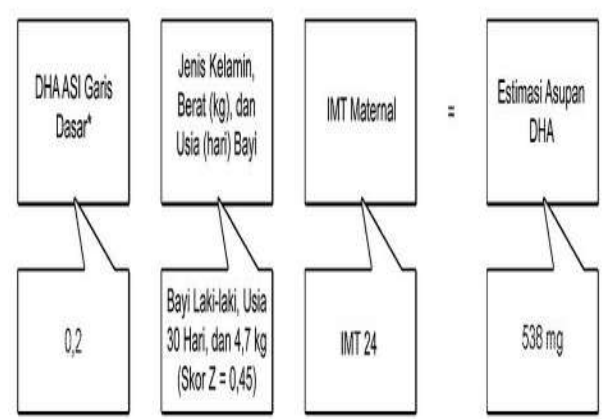 DHA ASI Garis
Dasar*
Jenis Kelamin,
Berat (kg), dan
Usia (hari) Bayi
IMT Maternal
=
Estimasi Asupan
DHA
0,2
Bayi Laki-laki, Usia
30 Hari, dan 4,7 kg
(Skor Z = 0,45)
IMT 24
538 mg